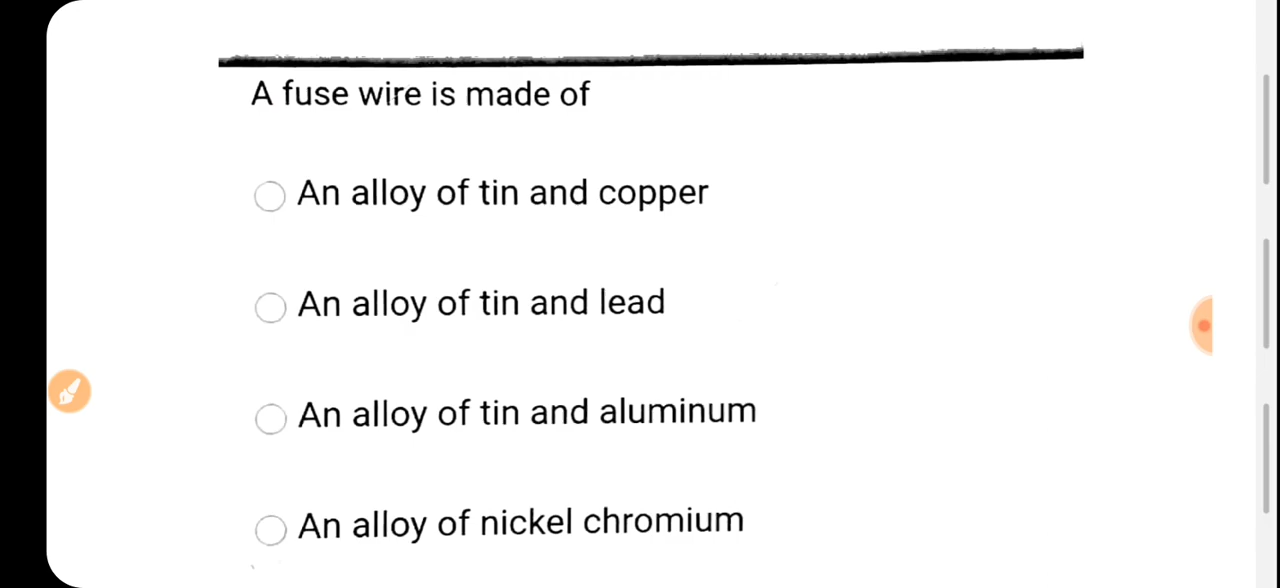 A fuse wire is made of
An alloy of tin and copper
An alloy of tin and lead
An alloy of tin and aluminum
An alloy of nickel chromium